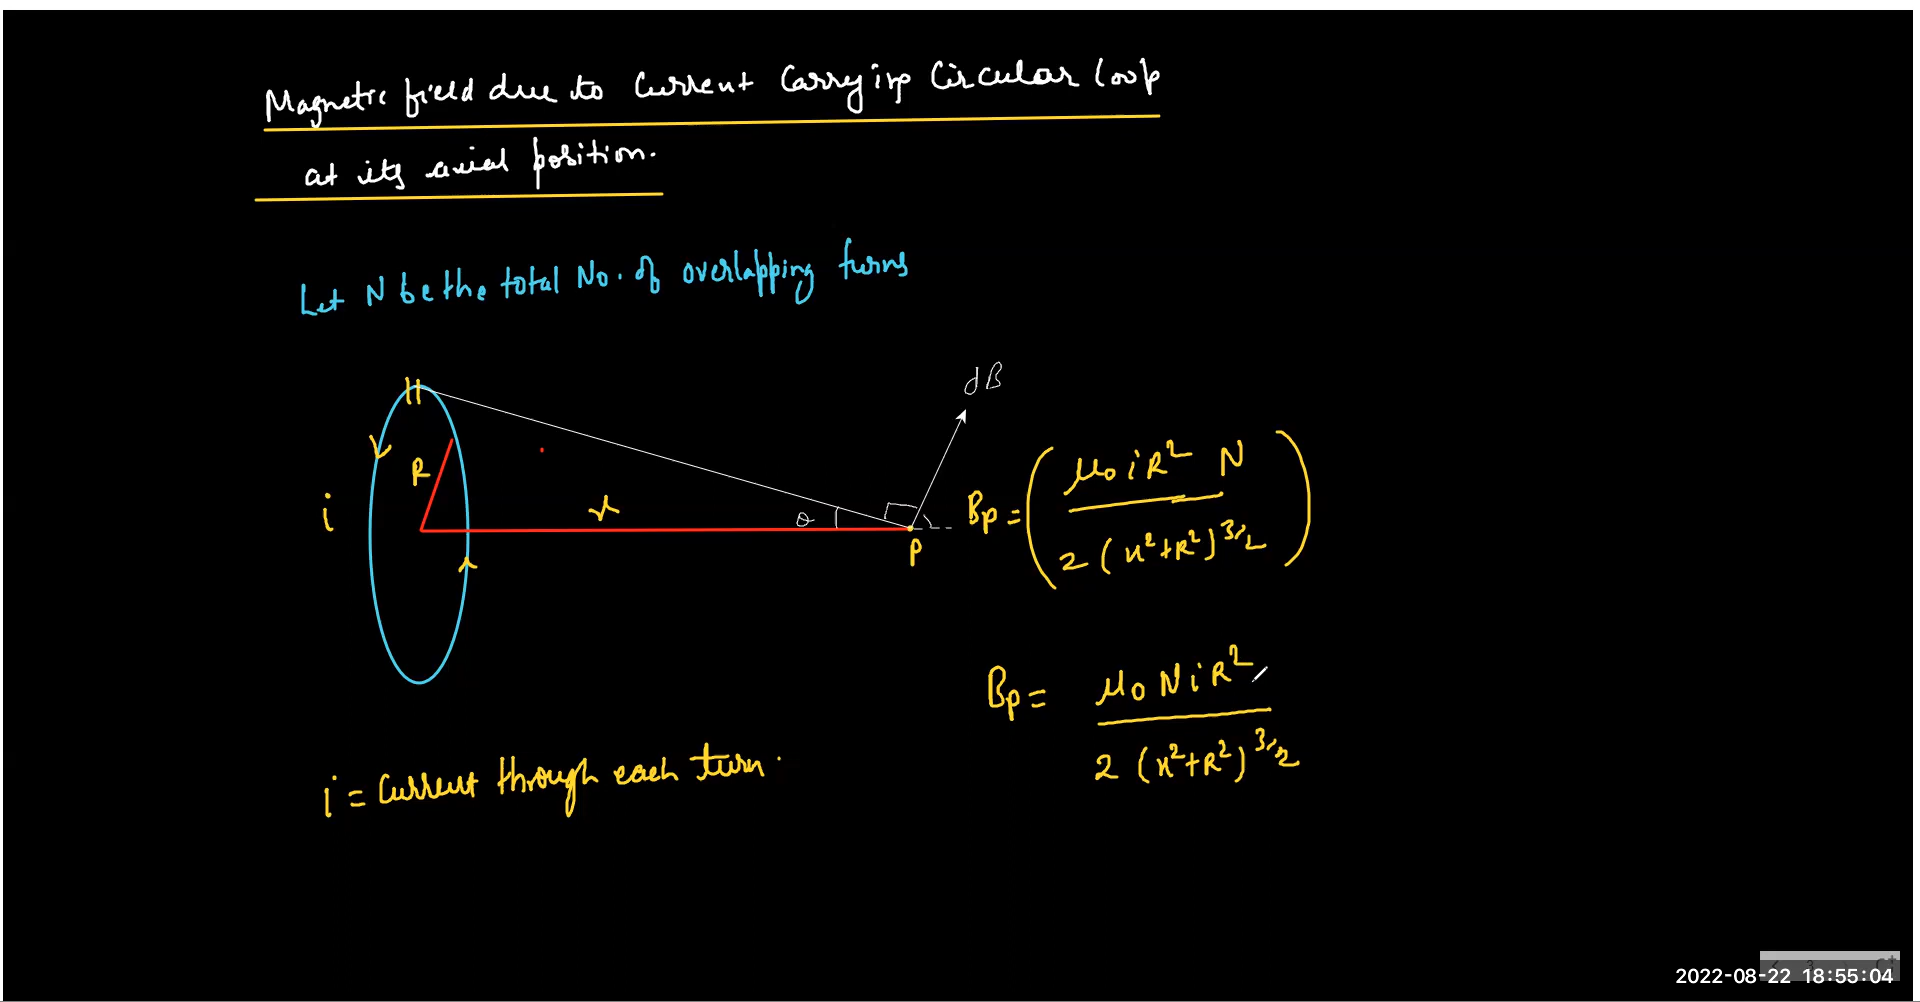 Magnetic field due to Current Carrying Circular loop
at its axial position.
Let N be the total No. of overlapping turns
dB
R
i
x
θ
P
Bp = ( μ₀ i R² N / 2 (x²+R²)^3/2 )
Bp = μ₀ N i R² / 2 (x²+R²)^3/2
i = Current through each turn.
2022-08-22 18:55:04